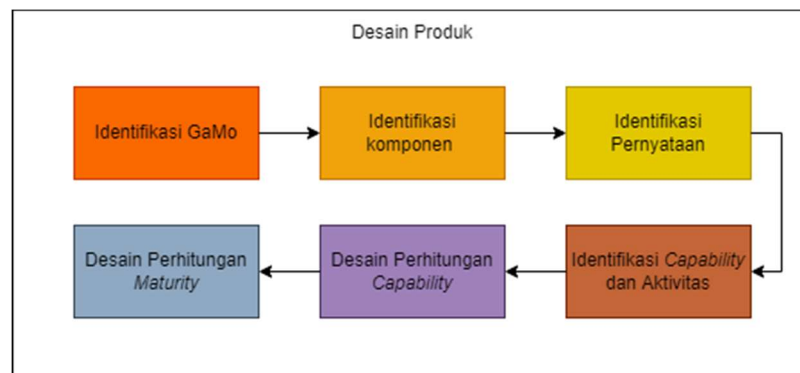 Desain Produk
Identifikasi GaMo
Identifikasi
komponen
Identifikasi
Pernyataan
Identifikasi Capability
dan Aktivitas
Desain Perhitungan
Capability
Desain Perhitungan
Maturity